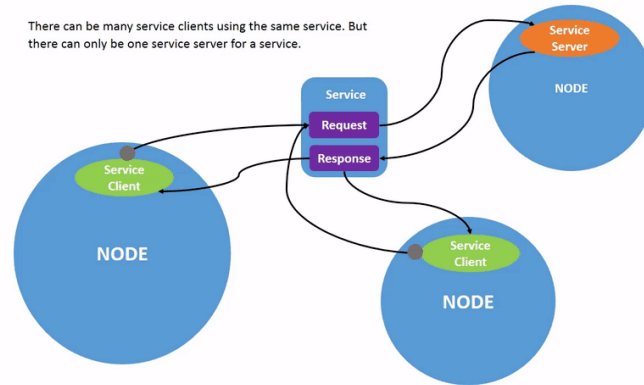 There can be many service clients using the same service. But
there can only be one service server for a service.
Service
Server
NODE
Service
Request
Response
Service
Client
NODE
Service
Client
NODE